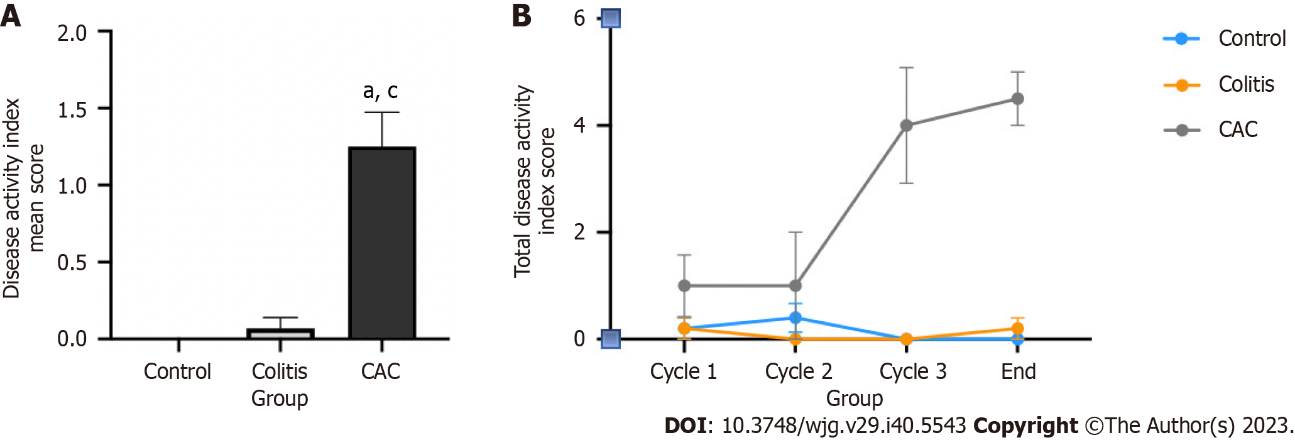 A
Disease activity index
mean score
2.0
1.5
1.0
0.5
0.0
a, c
Control
Colitis
CAC
Group
B
Total disease activity
index score
6
4
2
0
Cycle 1
Cycle 2
Cycle 3
End
Group
Control
Colitis
CAC
DOI: 10.3748/wjg.v29.i40.5543 Copyright ©The Author(s) 2023.